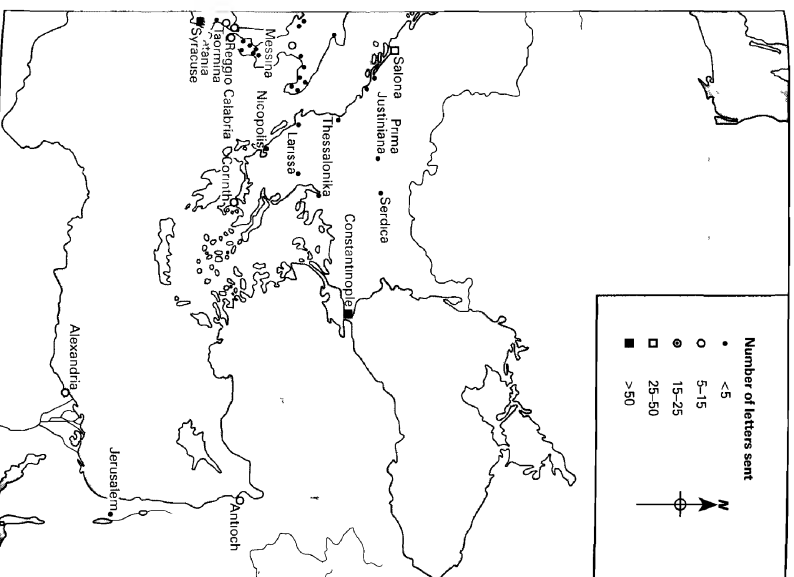 Number of letters sent
<5
5–15
15–25
25–50
>50
N
Salona
Prima
Justiniana
Serdica
Constantinople
Thessalonika
Larissa
Nicopolis
Corinth
Messina
Reggio Calabria
Taormina
Catania
Syracuse
Antioch
Jerusalem
Alexandria